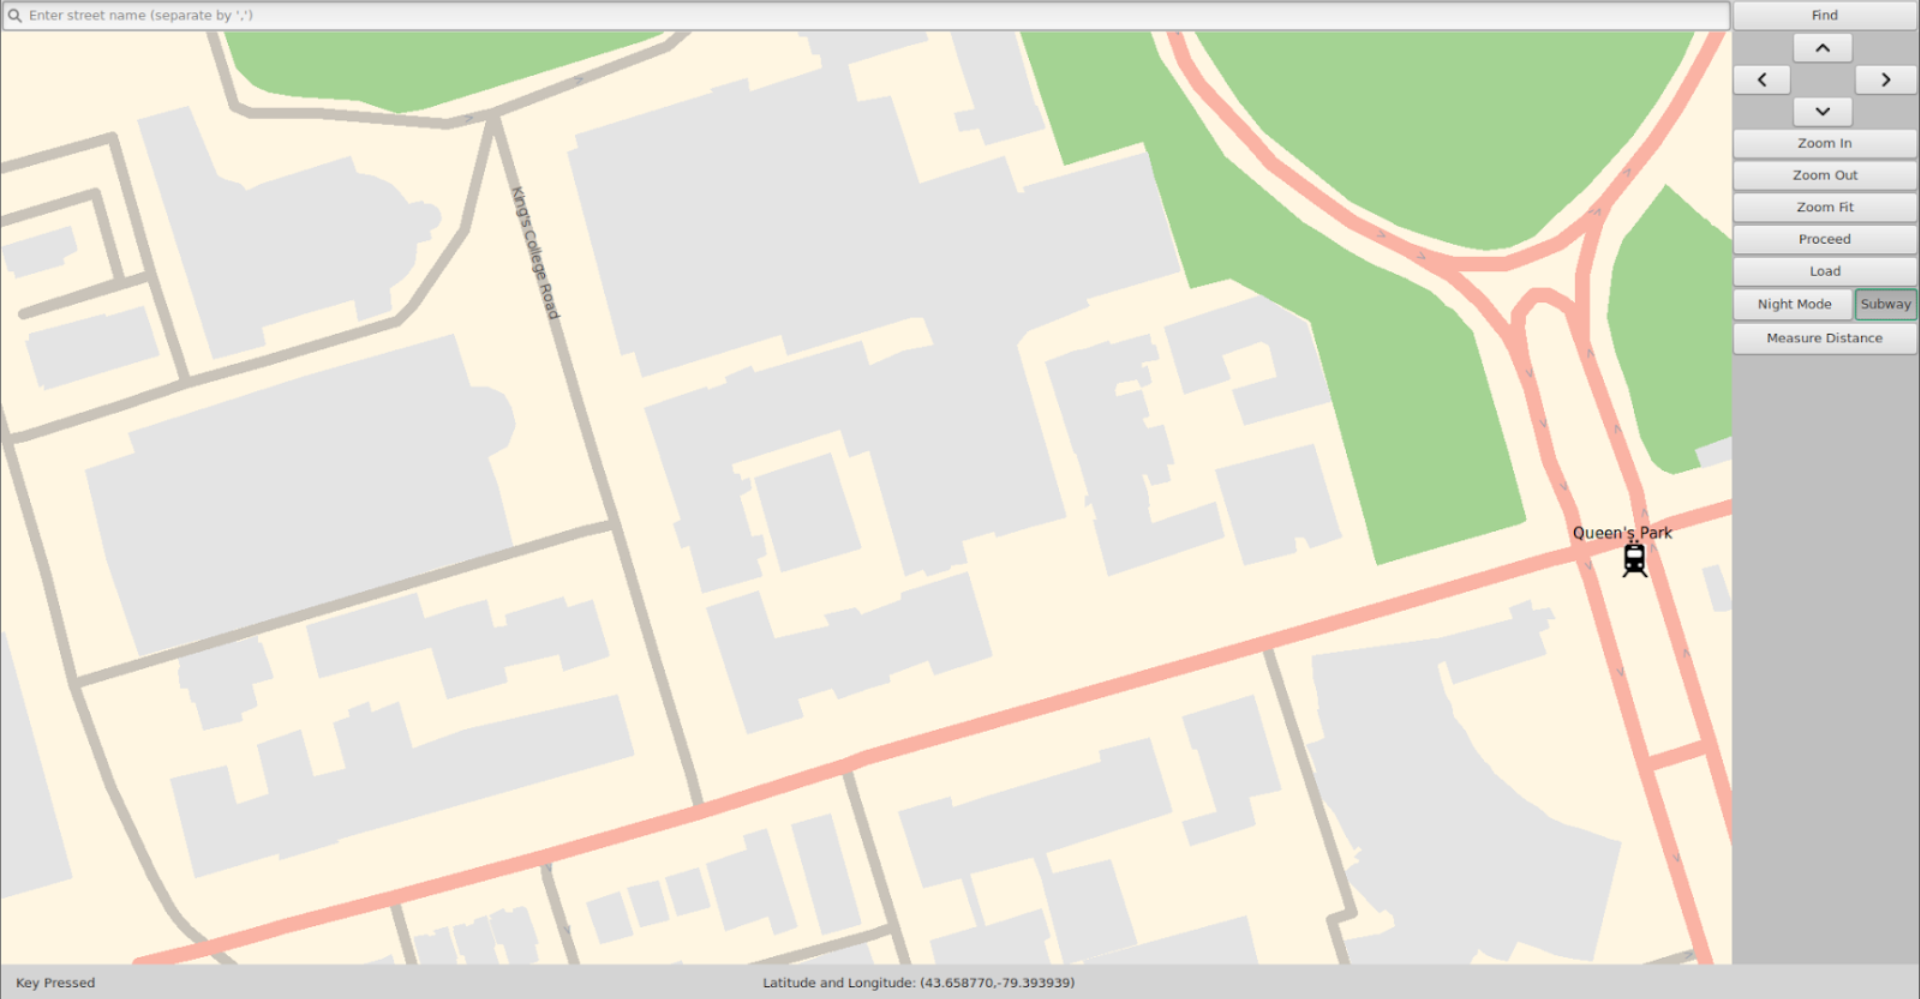 Enter street name (separate by ',')
Find
Zoom In
Zoom Out
Zoom Fit
Proceed
Load
Night Mode
Subway
Measure Distance
King's College Road
Queen's Park
Key Pressed
Latitude and Longitude: (43.658770,-79.393939)